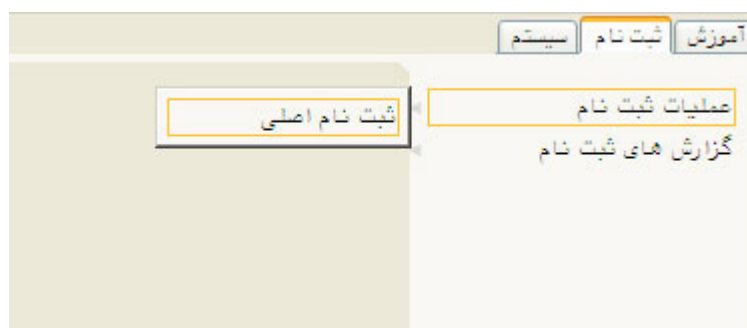 آموزش ثبت نام سیستم
عملیات ثبت نام
ثبت نام اصلی
گزارش های ثبت نام